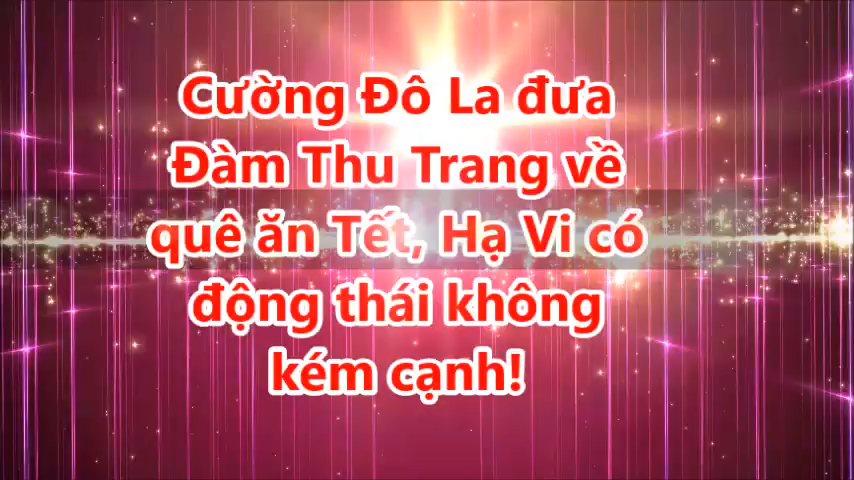 Cường Đô La đưa
Đàm Thu Trang về
quê ăn Tết, Hạ Vi có
động thái không
kém cạnh!